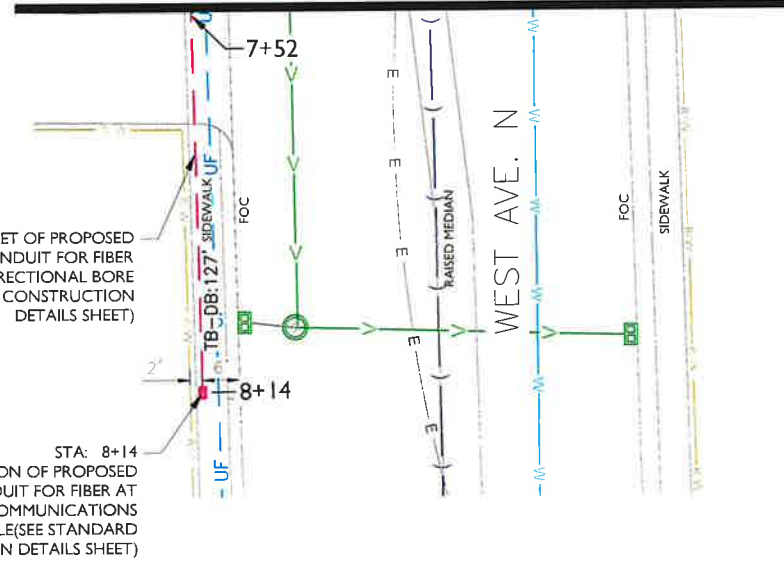 7+52
UF
SIDEWALK
FOC
TB-DB:127'
ET OF PROPOSED
NDUIT FOR FIBER
RECTIONAL BORE
CONSTRUCTION
DETAILS SHEET)
2'
8+14
STA: 8+14
ON OF PROPOSED
DUIT FOR FIBER AT
OMMUNICATIONS
LE(SEE STANDARD
N DETAILS SHEET)
UF
E
E
E
E
E
E
RAISED MEDIAN
WEST AVE. N
W
W
W
W
W
W
FOC
SIDEWALK